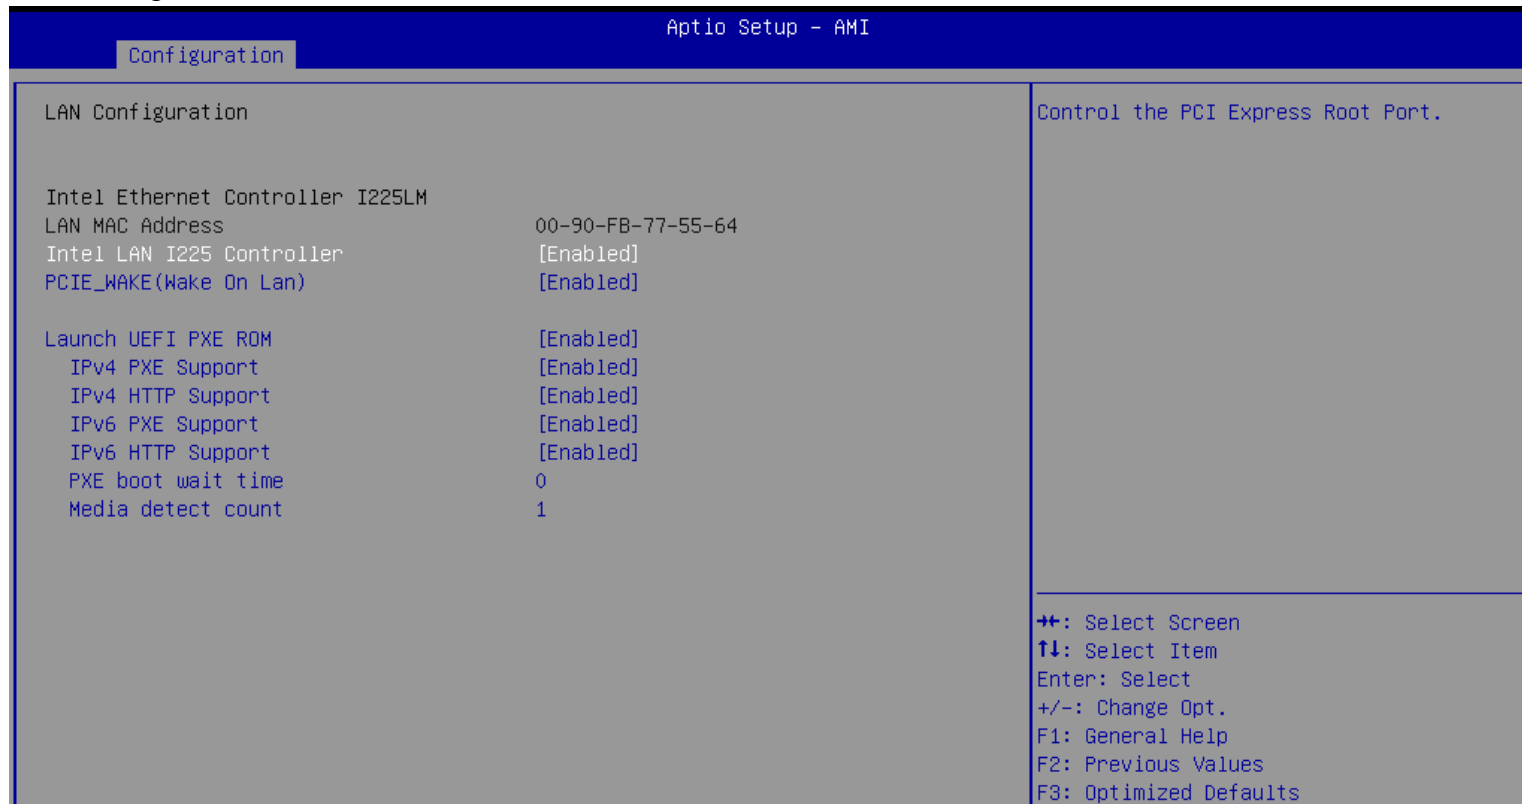 Aptio Setup – AMI
Configuration
LAN Configuration
Control the PCI Express Root Port.
Intel Ethernet Controller I225LM
LAN MAC Address 00-90-FB-77-55-64
Intel LAN I225 Controller [Enabled]
PCIE_WAKE(Wake On Lan) [Enabled]
Launch UEFI PXE ROM [Enabled]
IPv4 PXE Support [Enabled]
IPv4 HTTP Support [Enabled]
IPv6 PXE Support [Enabled]
IPv6 HTTP Support [Enabled]
PXE boot wait time 0
Media detect count 1
→←: Select Screen
↑↓: Select Item
Enter: Select
+/-: Change Opt.
F1: General Help
F2: Previous Values
F3: Optimized Defaults